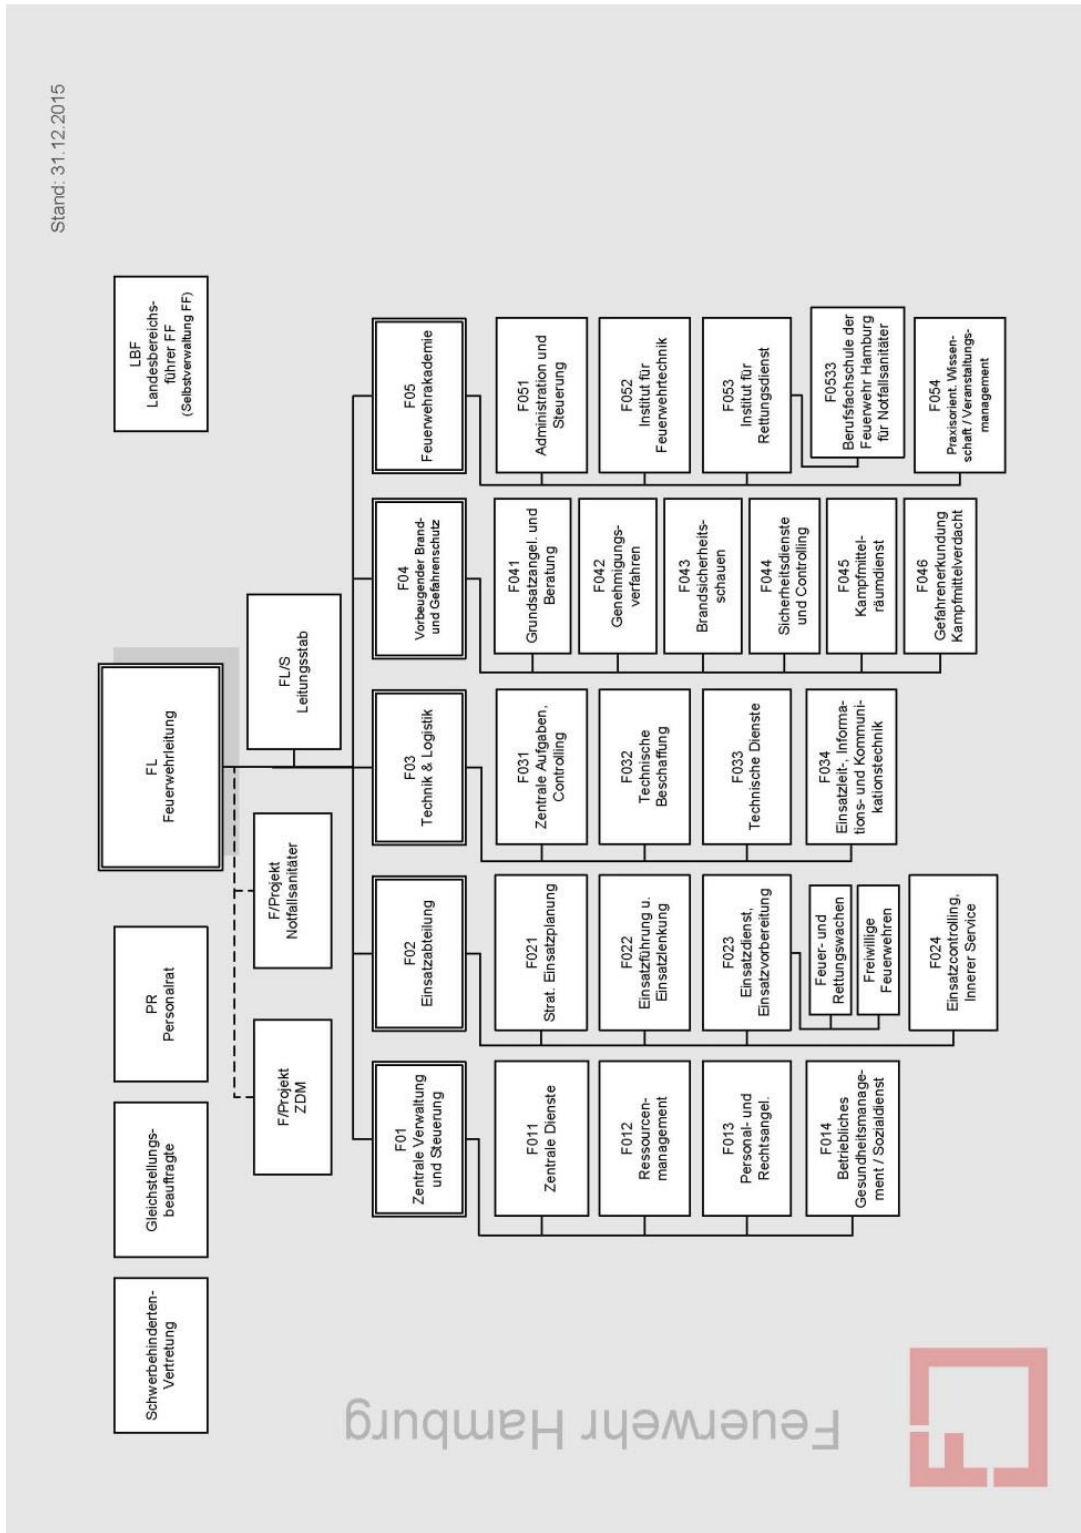 Stand: 31.12.2015
Schwerbehinderten-
Vertretung
Gleichstellungs-
beauftragte
PR
Personalrat
FL
Feuerwehrleitung
LBF
Landesbereichs-
führer FF
(Selbstverwaltung FF)
F/Projekt
ZDM
F/Projekt
Notfallsanitäter
FL/S
Leitungsstab
F01
Zentrale Verwaltung
und Steuerung
F011
Zentrale Dienste
F012
Ressourcen-
management
F013
Personal- und
Rechtsangel.
F014
Betriebliches
Gesundheitsmanage-
ment / Sozialdienst
F02
Einsatzabteilung
F021
Strat. Einsatzplanung
F022
Einsatzführung u.
Einsatzlenkung
F023
Einsatzdienst,
Einsatzvorbereitung
Feuer- und
Rettungswachen
Freiwillige
Feuerwehren
F024
Einsatzcontrolling,
Innerer Service
F03
Technik & Logistik
F031
Zentrale Aufgaben,
Controlling
F032
Technische
Beschaffung
F033
Technische Dienste
F034
Einsatzleit-, Informa-
tions- und Kommuni-
kationstechnik
F04
Vorbeugender Brand-
und Gefahrenschutz
F041
Grundsatzangel. und
Beratung
F042
Genehmigungs-
verfahren
F043
Brandsicherheits-
schauen
F044
Sicherheitsdienste
und Controlling
F045
Kampfmittel-
räumdienst
F046
Gefahrenerkundung
Kampfmittelverdacht
F05
Feuerwehrakademie
F051
Administration und
Steuerung
F052
Institut für
Feuerwehrtechnik
F053
Institut für
Rettungsdienst
F0533
Berufsfachschule der
Feuerwehr Hamburg
für Notfallsanitäter
F054
Praxisorient. Wissen-
schaft / Veranstaltungs-
management
Feuerwehr Hamburg